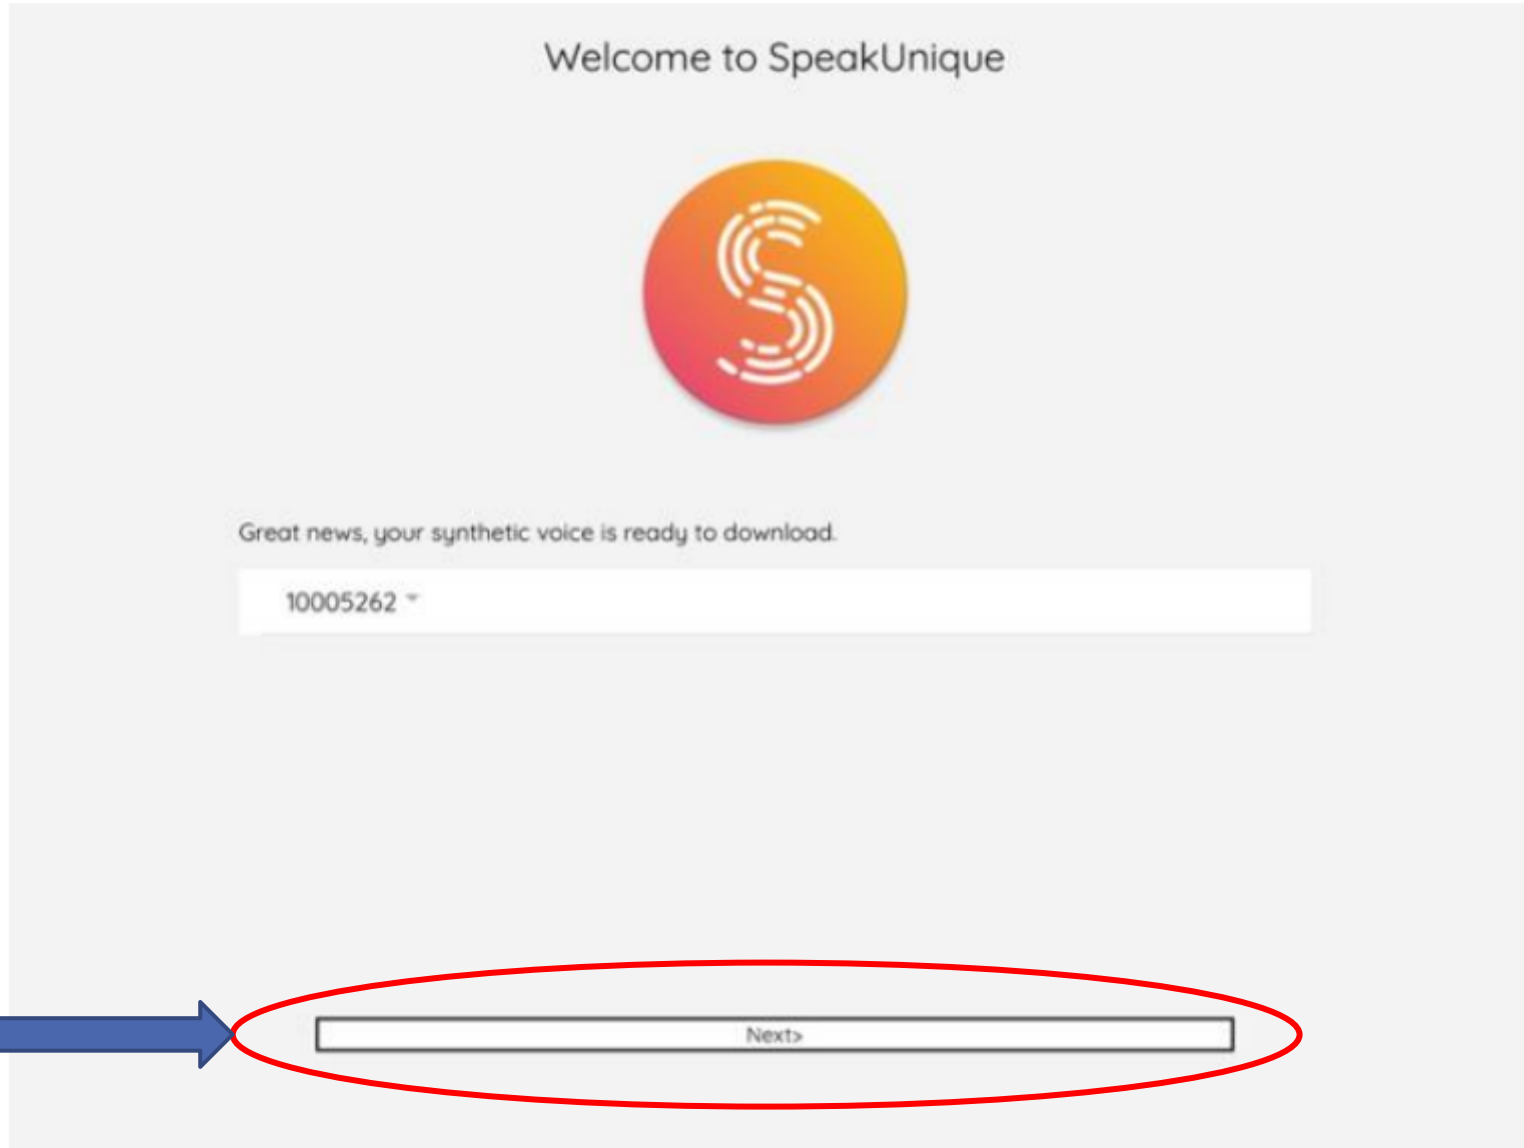 Welcome to SpeakUnique
Great news, your synthetic voice is ready to download.
10005262
Next>